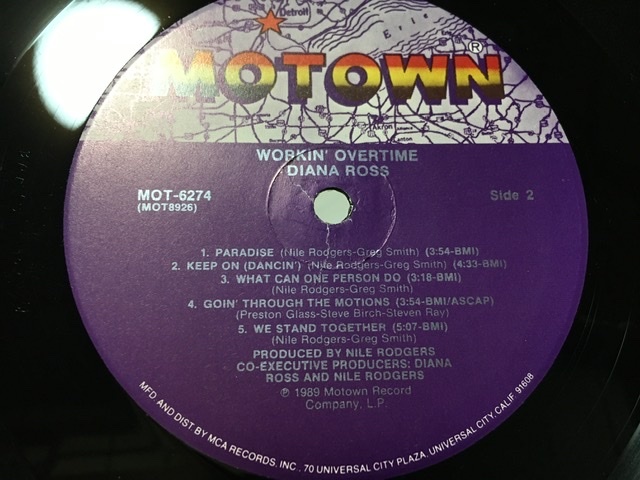 Detroit
Erie
MOTOWN®
Akron
WORKIN' OVERTIME
DIANA ROSS
MOT-6274
(MOT8926)
Side 2
1. PARADISE (Nile Rodgers-Greg Smith) (3:54-BMI)
2. KEEP ON (DANCIN') (Nile Rodgers-Greg Smith) (4:33-BMI)
3. WHAT CAN ONE PERSON DO (3:18-BMI)
(Nile Rodgers-Greg Smith)
4. GOIN' THROUGH THE MOTIONS (3:54-BMI/ASCAP)
(Preston Glass-Steve Birch-Steven Ray)
5. WE STAND TOGETHER (5:07-BMI)
(Nile Rodgers-Greg Smith)
PRODUCED BY NILE RODGERS
CO-EXECUTIVE PRODUCERS: DIANA
ROSS AND NILE RODGERS
℗ 1989 Motown Record
Company, L.P.
MFD AND DIST BY MCA RECORDS, INC., 70 UNIVERSAL CITY PLAZA, UNIVERSAL CITY, CALIF. 91608